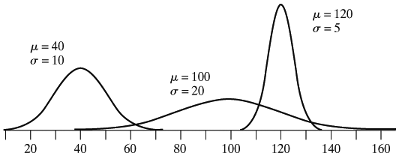 μ = 120
σ = 5
μ = 40
σ = 10
μ = 100
σ = 20
20 40 60 80 100 120 140 160